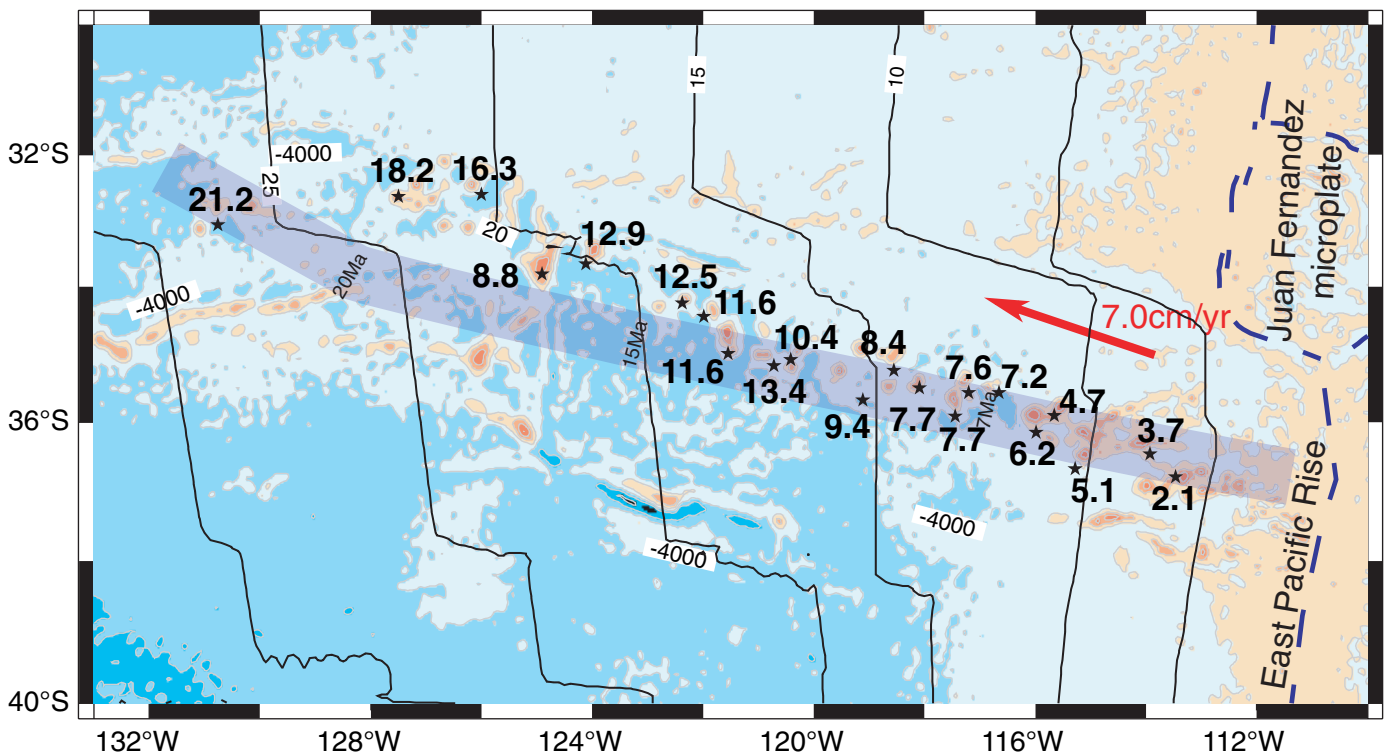 15
10
32°S
-4000
18.2
16.3
25
21.2
20
12.9
8.8
20Ma
-4000
12.5
11.6
15Ma
11.6
10.4
13.4
8.4
9.4
7.7
7.6
7.7
7.2
7Ma
7.0cm/yr
4.7
6.2
5.1
3.7
2.1
Juan Fernandez
microplate
East Pacific Rise
36°S
-4000
-4000
40°S
132°W
128°W
124°W
120°W
116°W
112°W